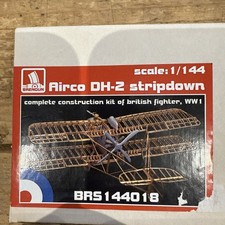 scale: 1/144
Airco DH-2 stripdown
complete construction kit of british fighter, WW1
BRS144018